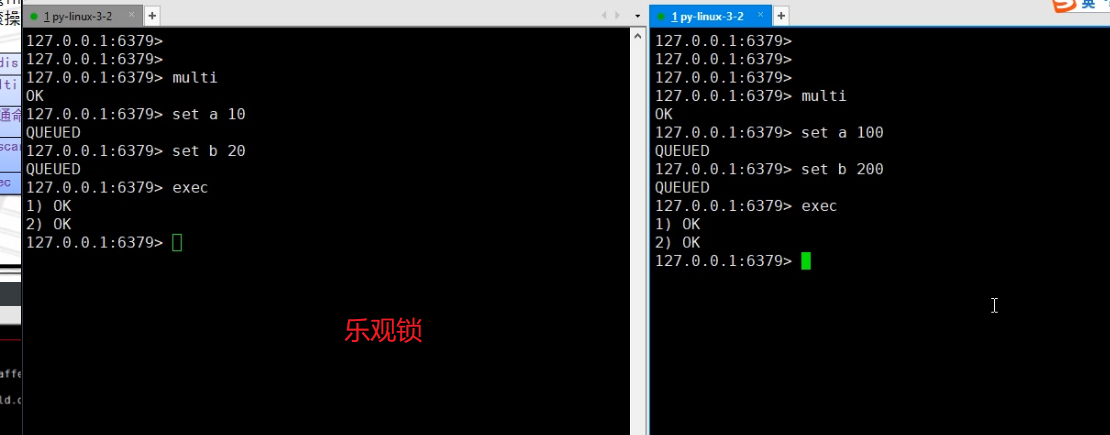 1 py-linux-3-2
127.0.0.1:6379>
127.0.0.1:6379>
127.0.0.1:6379> multi
OK
127.0.0.1:6379> set a 10
QUEUED
127.0.0.1:6379> set b 20
QUEUED
127.0.0.1:6379> exec
1) OK
2) OK
127.0.0.1:6379>
乐观锁
1 py-linux-3-2
127.0.0.1:6379>
127.0.0.1:6379>
127.0.0.1:6379>
127.0.0.1:6379> multi
OK
127.0.0.1:6379> set a 100
QUEUED
127.0.0.1:6379> set b 200
QUEUED
127.0.0.1:6379> exec
1) OK
2) OK
127.0.0.1:6379>
英